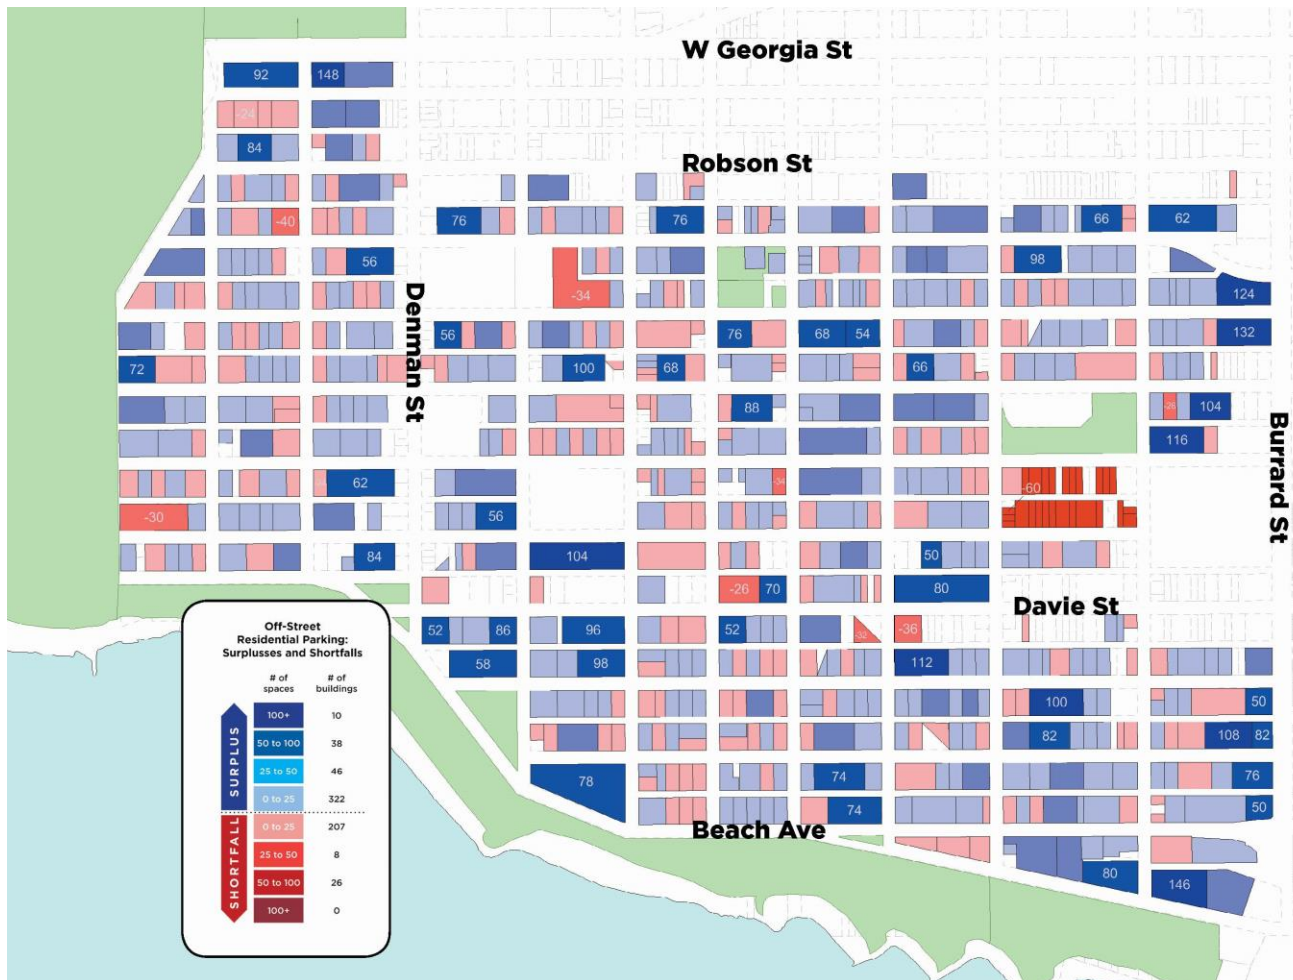 W Georgia St
92 148
-24
84
Robson St
-40 76 76 66 62
56 98
-34 124
Denman St
56 76 68 54 132
72 100 68 66
88 -26 104
Burrard St
116
62 -34 -60
-30 56
84 104 50
-26 70 80
Davie St
52 86 96 52 -32 -36
58 98 112
100 50
82 108 82
78 74 76
74 50
Beach Ave
80 146
Off-Street
Residential Parking:
Surplusses and Shortfalls
# of # of
spaces buildings
SURPLUS
100+ 10
50 to 100 38
25 to 50 46
0 to 25 322
SHORTFALL
0 to 25 207
25 to 50 8
50 to 100 26
100+ 0